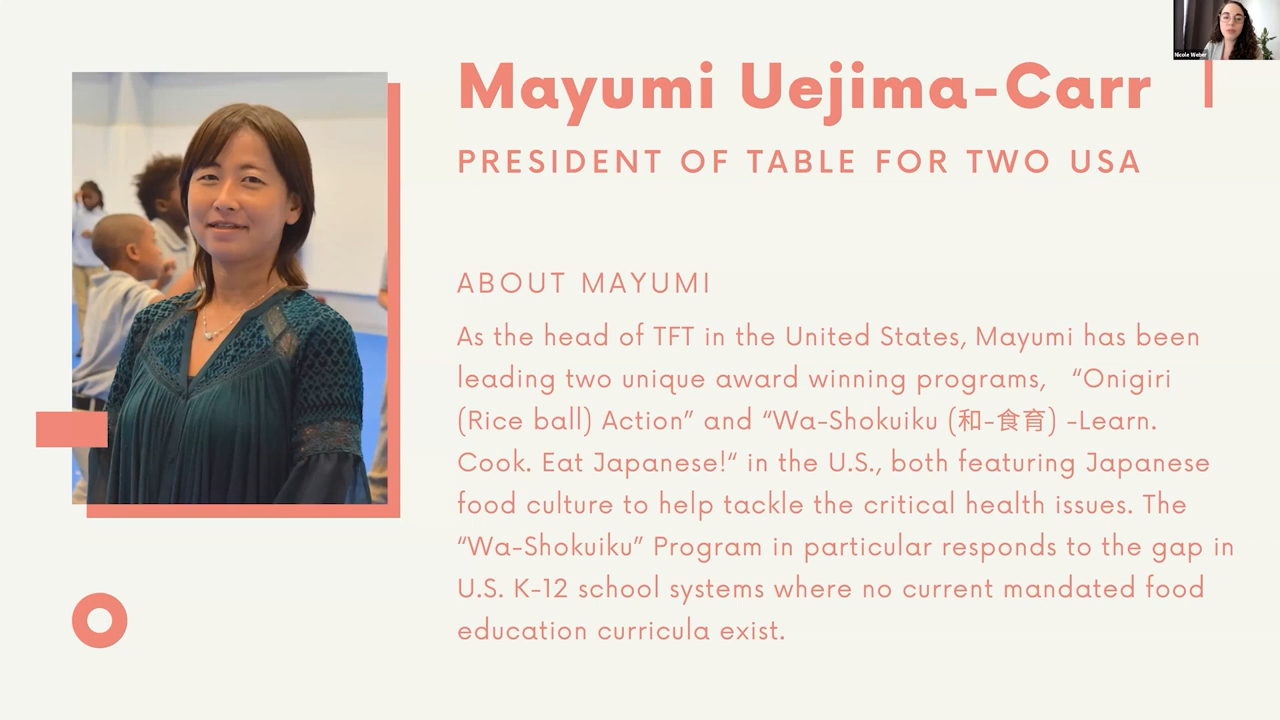 Nicole Weber
Mayumi Uejima-Carr
PRESIDENT OF TABLE FOR TWO USA
ABOUT MAYUMI
As the head of TFT in the United States, Mayumi has been
leading two unique award winning programs, “Onigiri
(Rice ball) Action” and “Wa-Shokuiku (和-食育) -Learn.
Cook. Eat Japanese!“ in the U.S., both featuring Japanese
food culture to help tackle the critical health issues. The
“Wa-Shokuiku” Program in particular responds to the gap in
U.S. K-12 school systems where no current mandated food
education curricula exist.